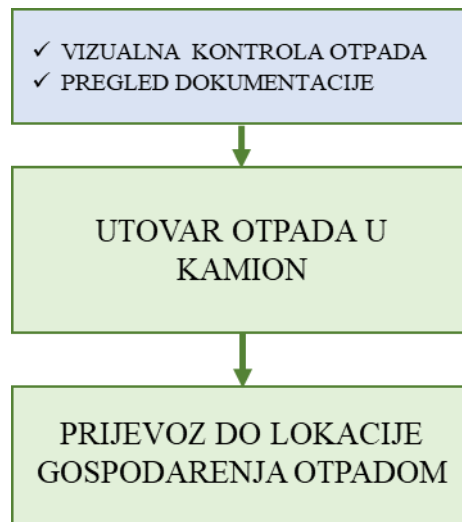 ✓ VIZUALNA KONTROLA OTPADA
✓ PREGLED DOKUMENTACIJE
UTOVAR OTPADA U
KAMION
PRIJEVOZ DO LOKACIJE
GOSPODARENJA OTPADOM